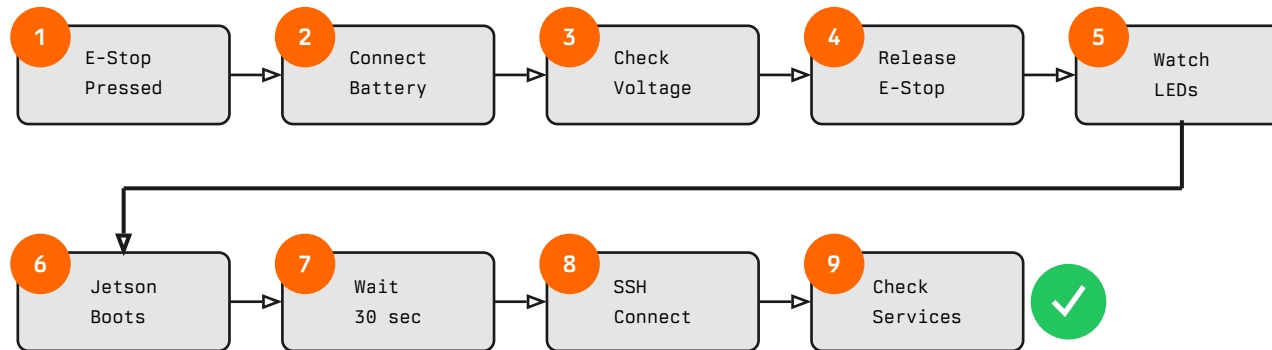 1
E-Stop
Pressed
2
Connect
Battery
3
Check
Voltage
4
Release
E-Stop
5
Watch
LEDs
6
Jetson
Boots
7
Wait
30 sec
8
SSH
Connect
9
Check
Services